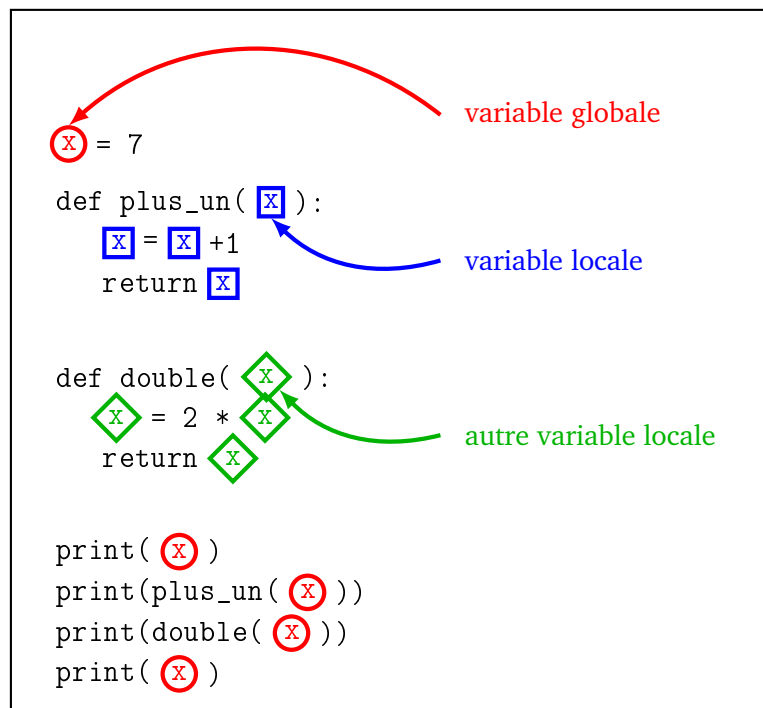 variable globale
x = 7
def plus_un( x ):
x = x +1
variable locale
return x
def double( x ):
x = 2 * x
autre variable locale
return x
print( x )
print(plus_un( x ))
print(double( x ))
print( x )